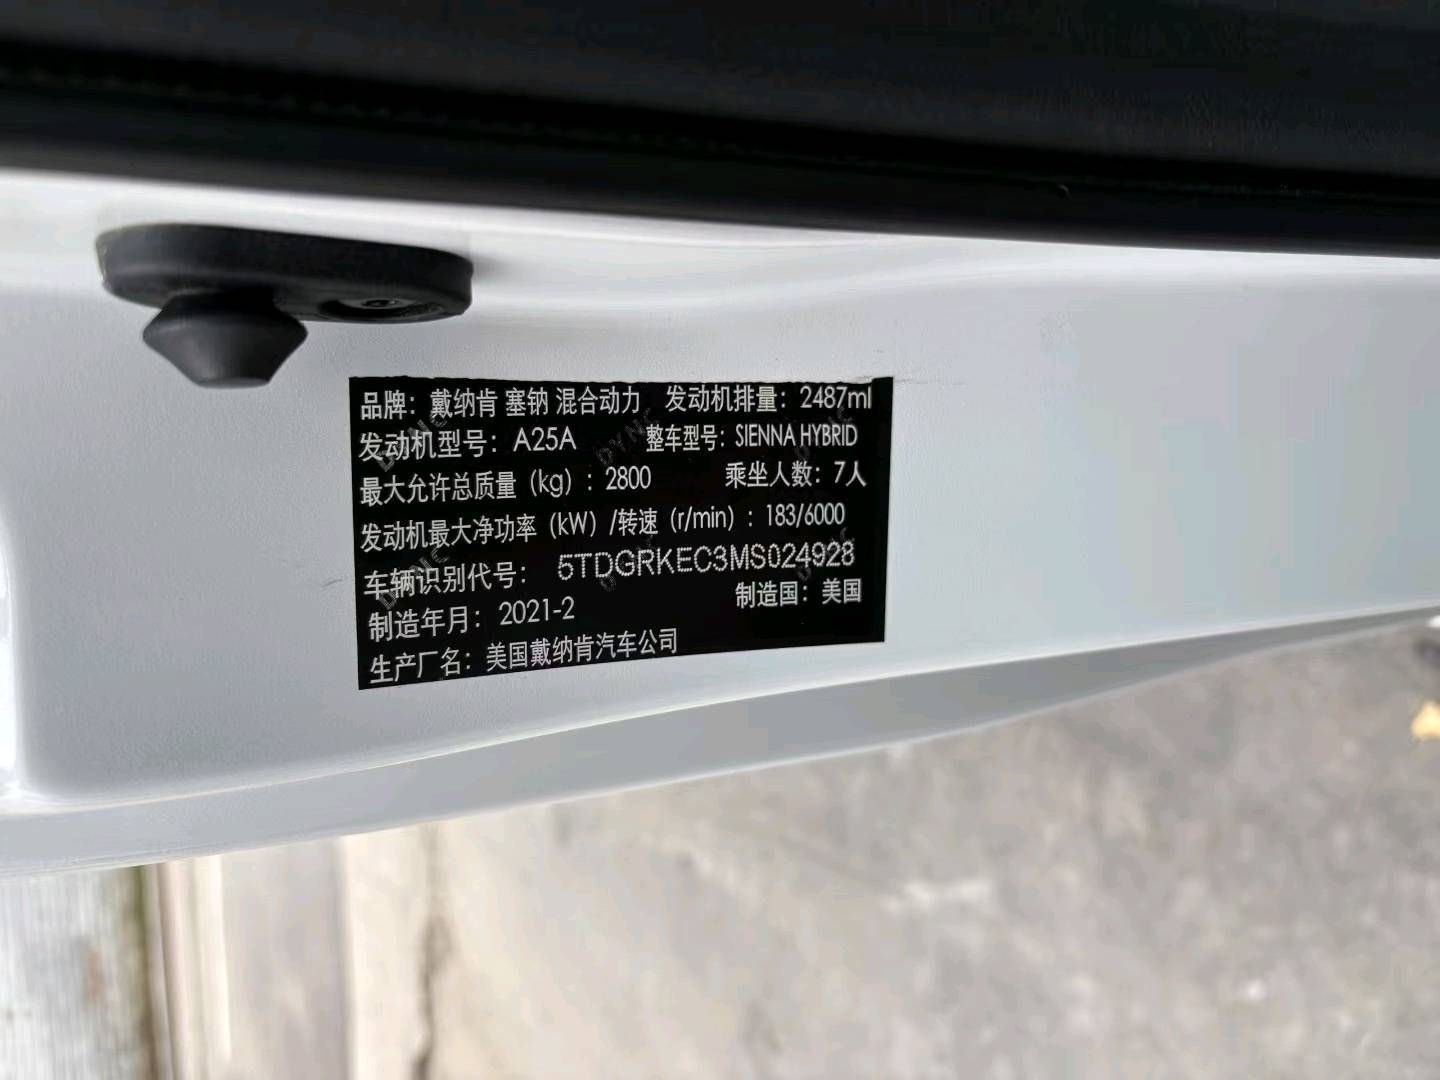 品牌：戴纳肯 塞钠 混合动力 发动机排量：2487ml
发动机型号：A25A 整车型号：SIENNA HYBRID
最大允许总质量（kg）：2800 乘坐人数：7人
发动机最大净功率（kW）/转速（r/min）：183/6000
车辆识别代号：5TDGRKEC3MS024928
制造年月：2021-2 制造国：美国
生产厂名：美国戴纳肯汽车公司